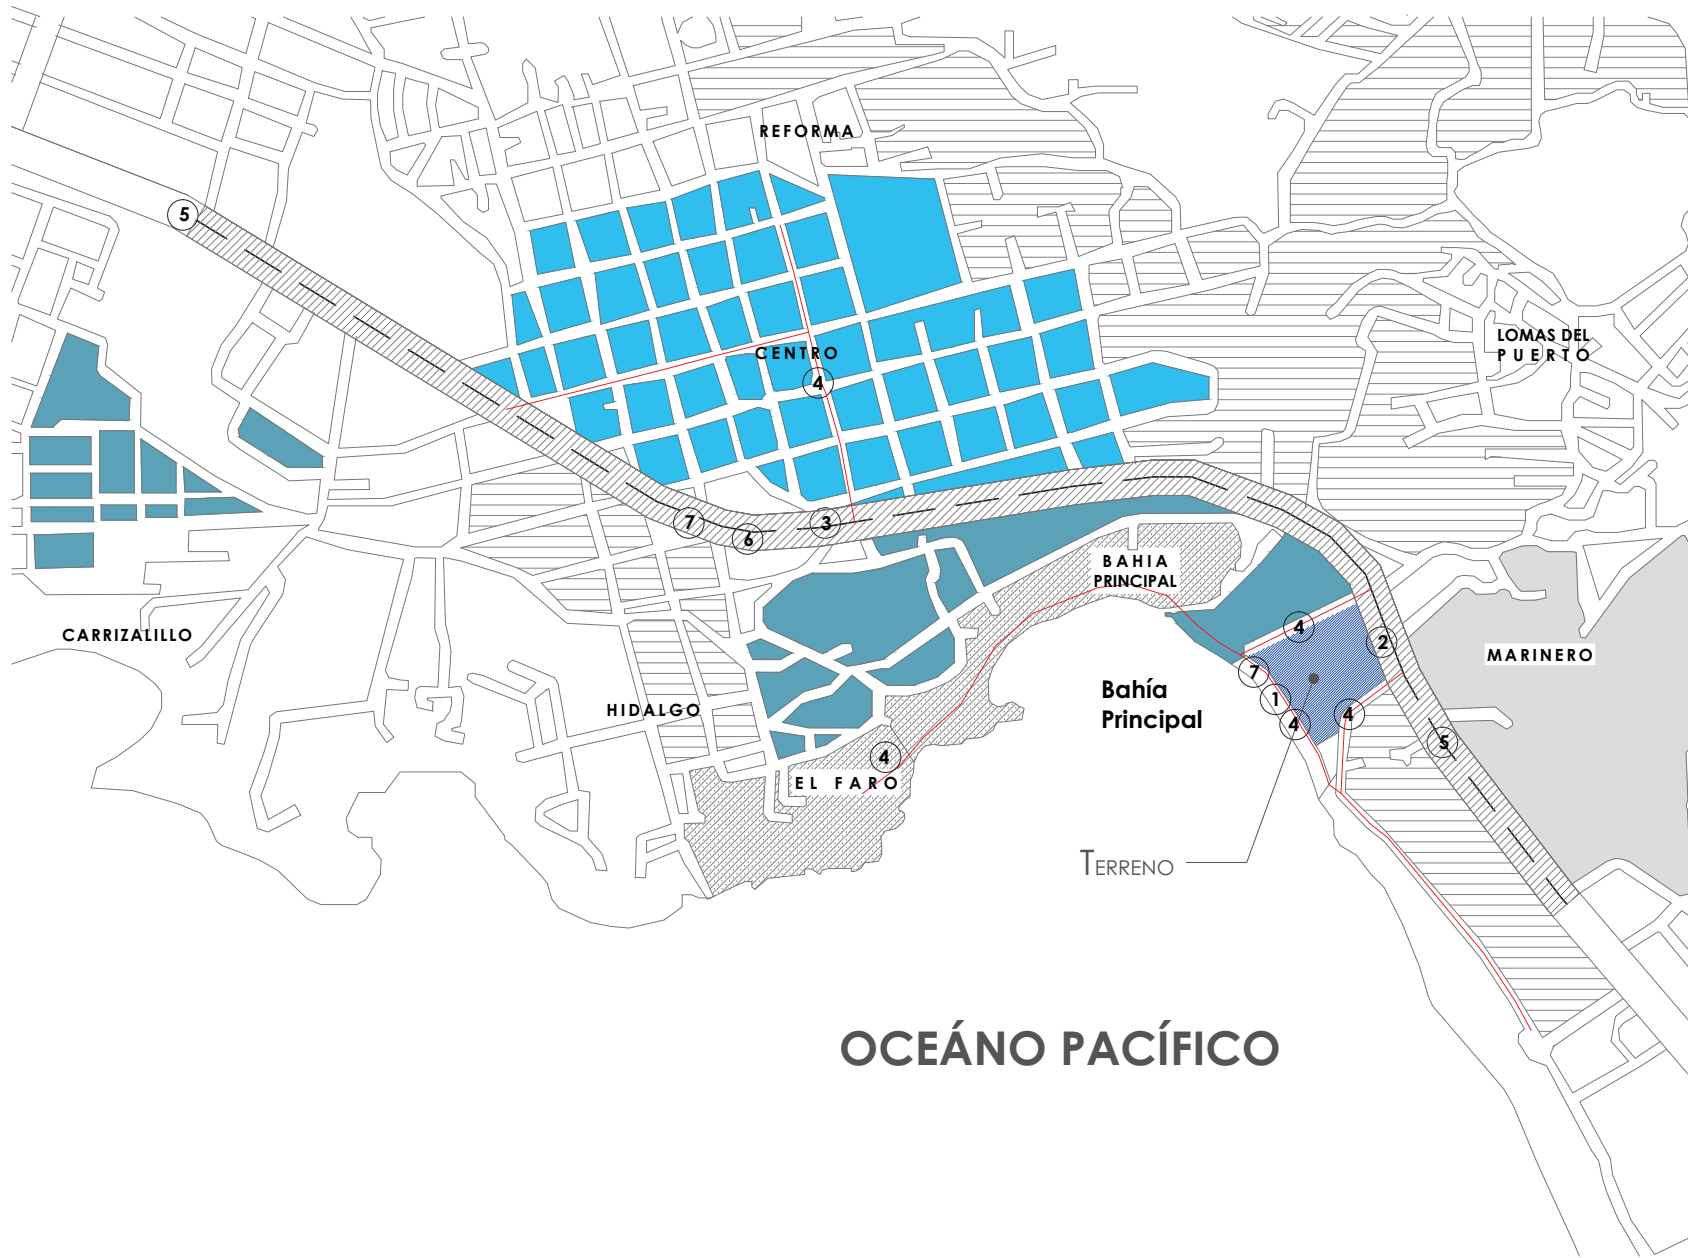 REFORMA
5
LOMAS DEL
PUERTO
CENTRO
4
7
6
3
BAHIA
PRINCIPAL
CARRIZALILLO
4
2
MARINERO
7
1
4
4
Bahía
Principal
HIDALGO
5
4
EL FARO
TERRENO
OCEÁNO PACÍFICO